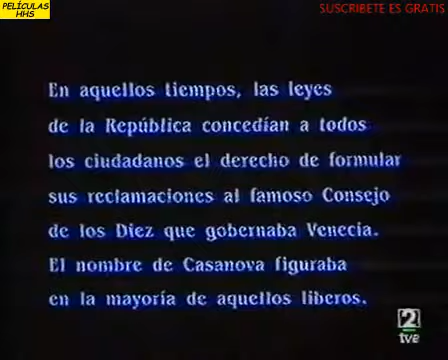 PELÍCULAS
HHS
SUSCRIBETE ES GRATIS
En aquellos tiempos, las leyes
de la República concedían a todos
los ciudadanos el derecho de formular
sus reclamaciones al famoso Consejo
de los Diez que gobernaba Venecia.
El nombre de Casanova figuraba
en la mayoría de aquellos liberos.
2
tve